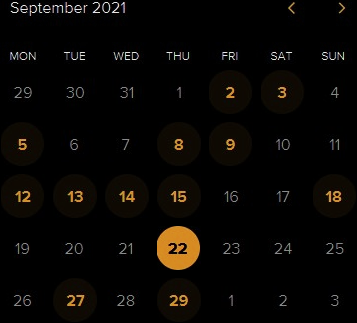 September 2021
MON TUE WED THU FRI SAT SUN
29 30 31 1 2 3 4
5 6 7 8 9 10 11
12 13 14 15 16 17 18
19 20 21 22 23 24 25
26 27 28 29 1 2 3